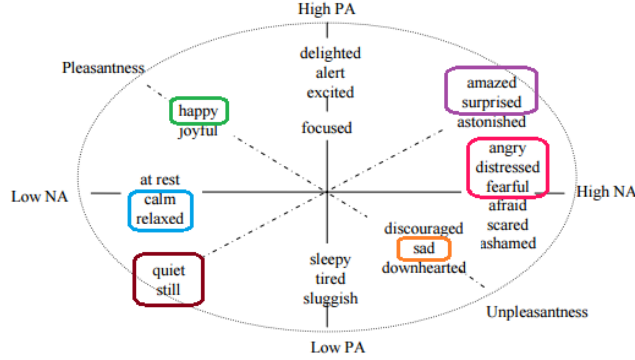 High PA
Pleasantness
delighted
alert
excited
focused
happy
joyful
amazed
surprised
astonished
angry
distressed
fearful
afraid
scared
ashamed
Low NA
at rest
calm
relaxed
High NA
quiet
still
sleepy
tired
sluggish
discouraged
sad
downhearted
Unpleasantness
Low PA